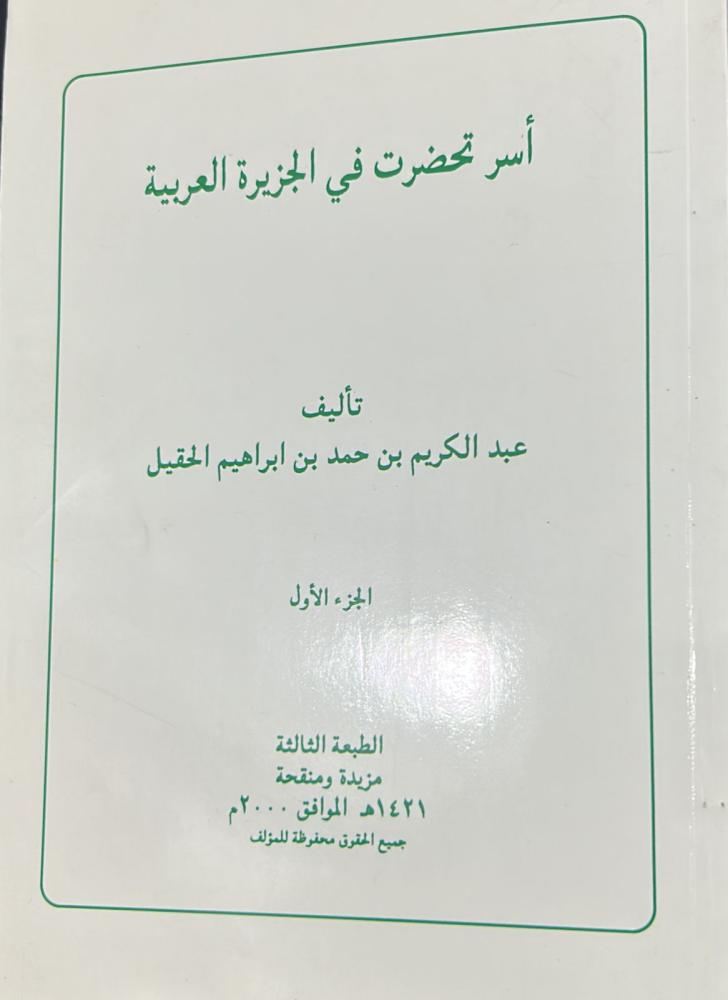 أسر تحضرت في الجزيرة العربية
تأليف
عبد الكريم بن حمد بن ابراهيم الحقيل
الجزء الأول
الطبعة الثالثة
مزيدة ومنقحة
١٤٢١هـ الموافق ٢٠٠٠م
جميع الحقوق محفوظة للمؤلف